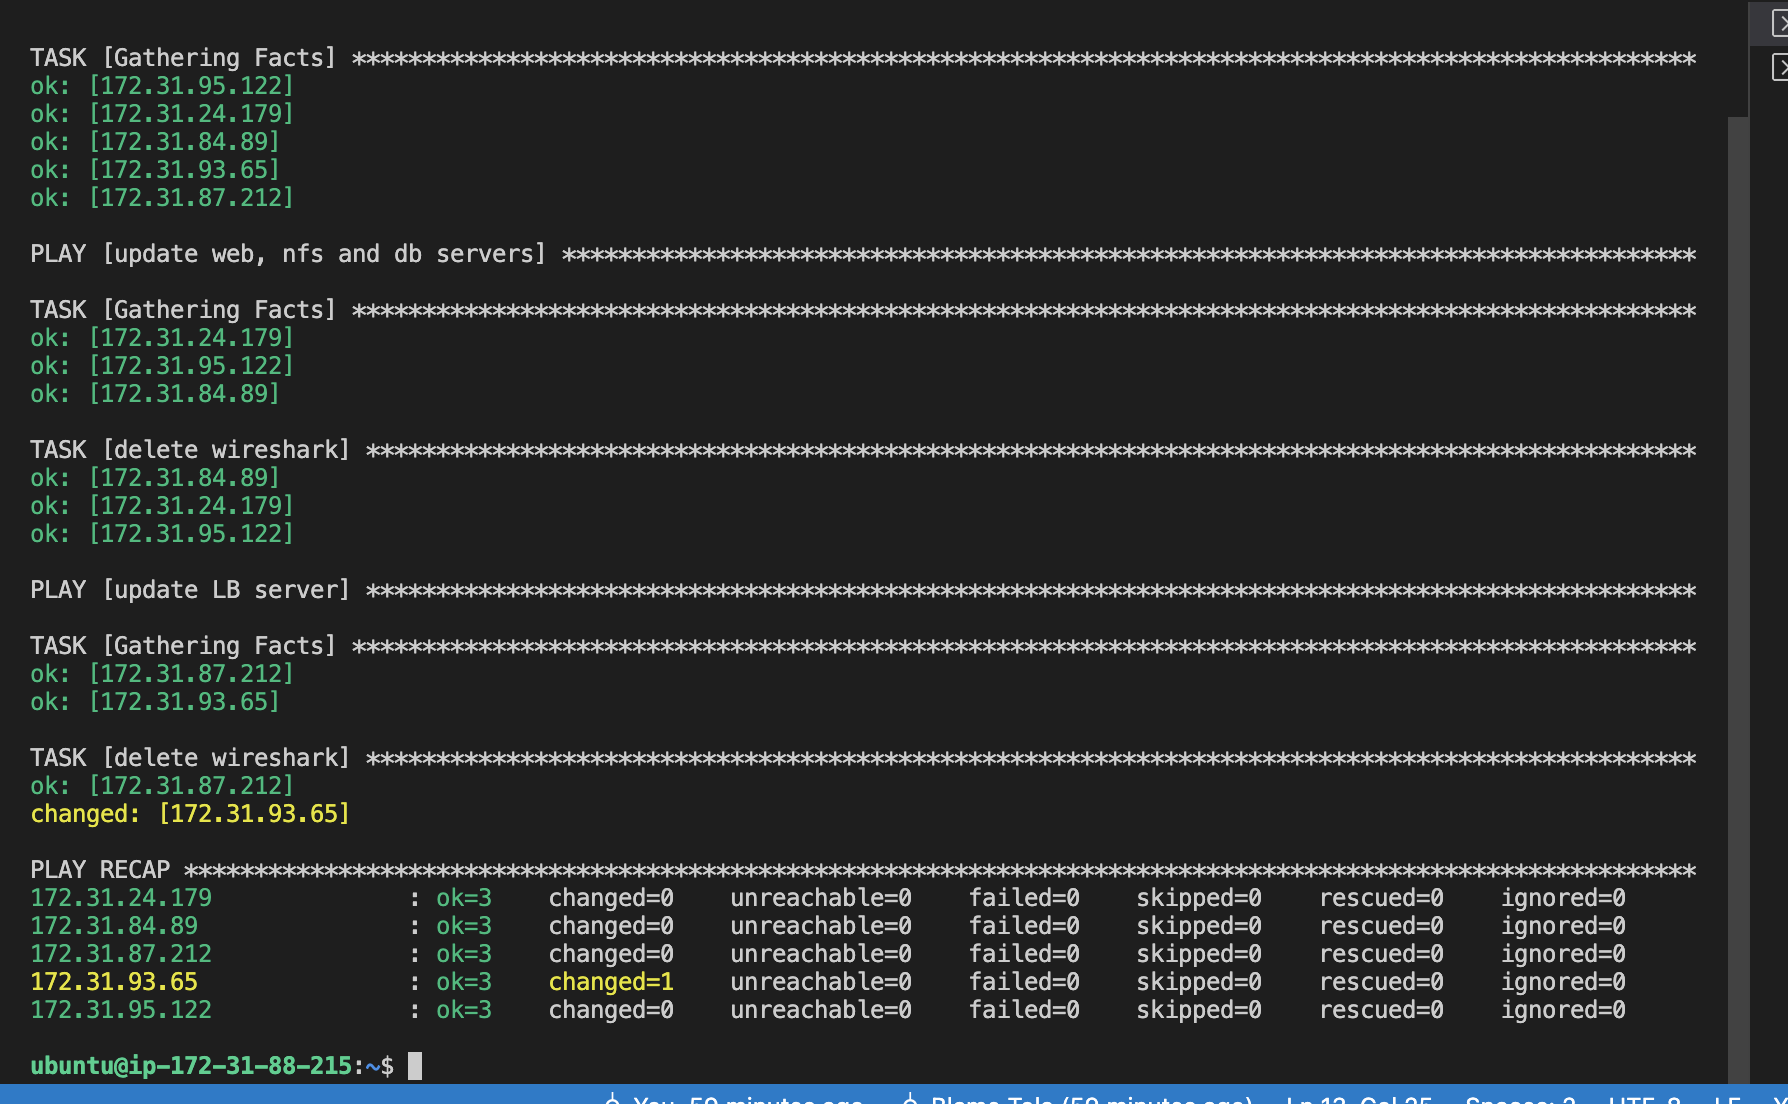 TASK [Gathering Facts] ************************************************************************************************
ok: [172.31.95.122]
ok: [172.31.24.179]
ok: [172.31.84.89]
ok: [172.31.93.65]
ok: [172.31.87.212]
PLAY [update web, nfs and db servers] *********************************************************************************
TASK [Gathering Facts] ************************************************************************************************
ok: [172.31.24.179]
ok: [172.31.95.122]
ok: [172.31.84.89]
TASK [delete wireshark] ***********************************************************************************************
ok: [172.31.84.89]
ok: [172.31.24.179]
ok: [172.31.95.122]
PLAY [update LB server] ***********************************************************************************************
TASK [Gathering Facts] ************************************************************************************************
ok: [172.31.87.212]
ok: [172.31.93.65]
TASK [delete wireshark] ***********************************************************************************************
ok: [172.31.87.212]
changed: [172.31.93.65]
PLAY RECAP ************************************************************************************************************
172.31.24.179 : ok=3 changed=0 unreachable=0 failed=0 skipped=0 rescued=0 ignored=0
172.31.84.89 : ok=3 changed=0 unreachable=0 failed=0 skipped=0 rescued=0 ignored=0
172.31.87.212 : ok=3 changed=0 unreachable=0 failed=0 skipped=0 rescued=0 ignored=0
172.31.93.65 : ok=3 changed=1 unreachable=0 failed=0 skipped=0 rescued=0 ignored=0
172.31.95.122 : ok=3 changed=0 unreachable=0 failed=0 skipped=0 rescued=0 ignored=0
ubuntu@ip-172-31-88-215:~$